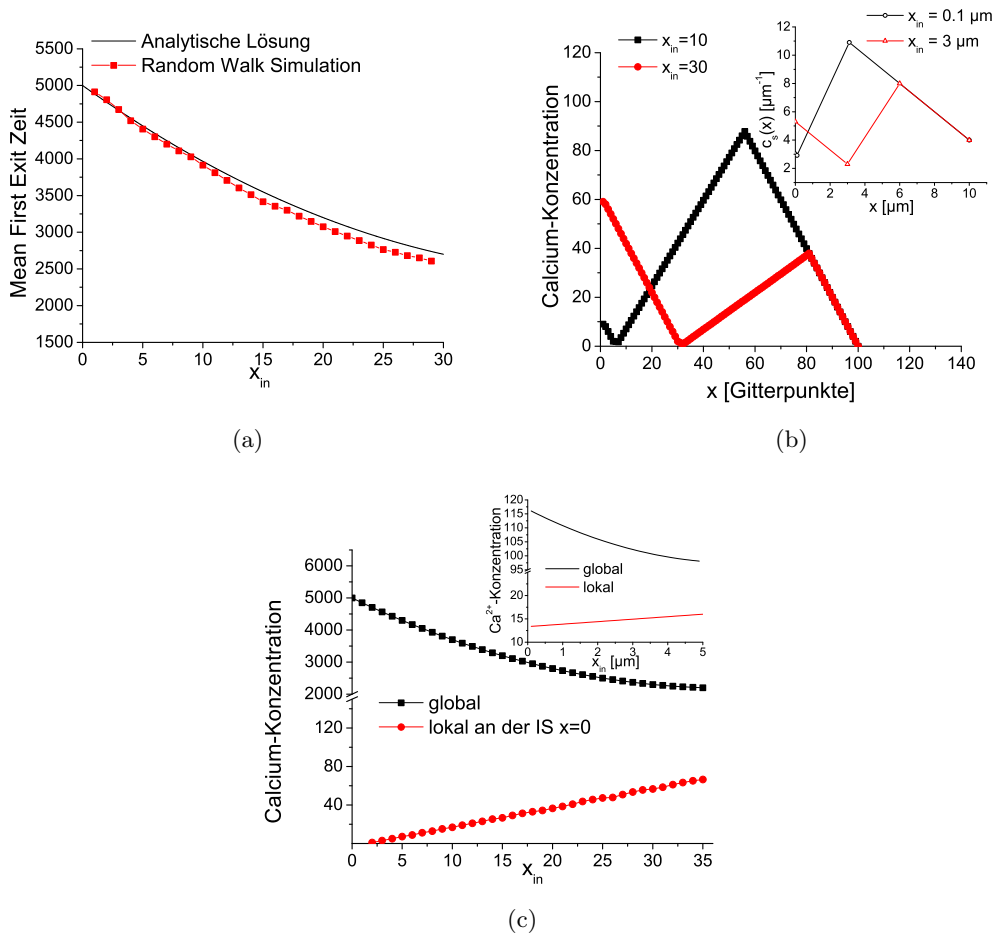 Analytische Lösung
Random Walk Simulation
5500
5000
4500
4000
3500
3000
2500
2000
1500
0 5 10 15 20 25 30
Mean First Exit Zeit
x_in
(a)
x_in=10
x_in=30
120
100
80
60
40
20
0
0 20 40 60 80 100 120 140
Calcium-Konzentration
x [Gitterpunkte]
x_in = 0.1 µm
x_in = 3 µm
12
10
8
6
4
2
0 2 4 6 8 10
c_s(x) [µm⁻¹]
x [µm]
(b)
6000
5000
4000
3000
2000
120
80
40
0 5 10 15 20 25 30 35
Calcium-Konzentration
x_in
global
lokal an der IS x=0
120
115
110
105
100
95
20
15
10
0 1 2 3 4 5
Ca²⁺-Konzentration
x_in [µm]
global
lokal
(c)